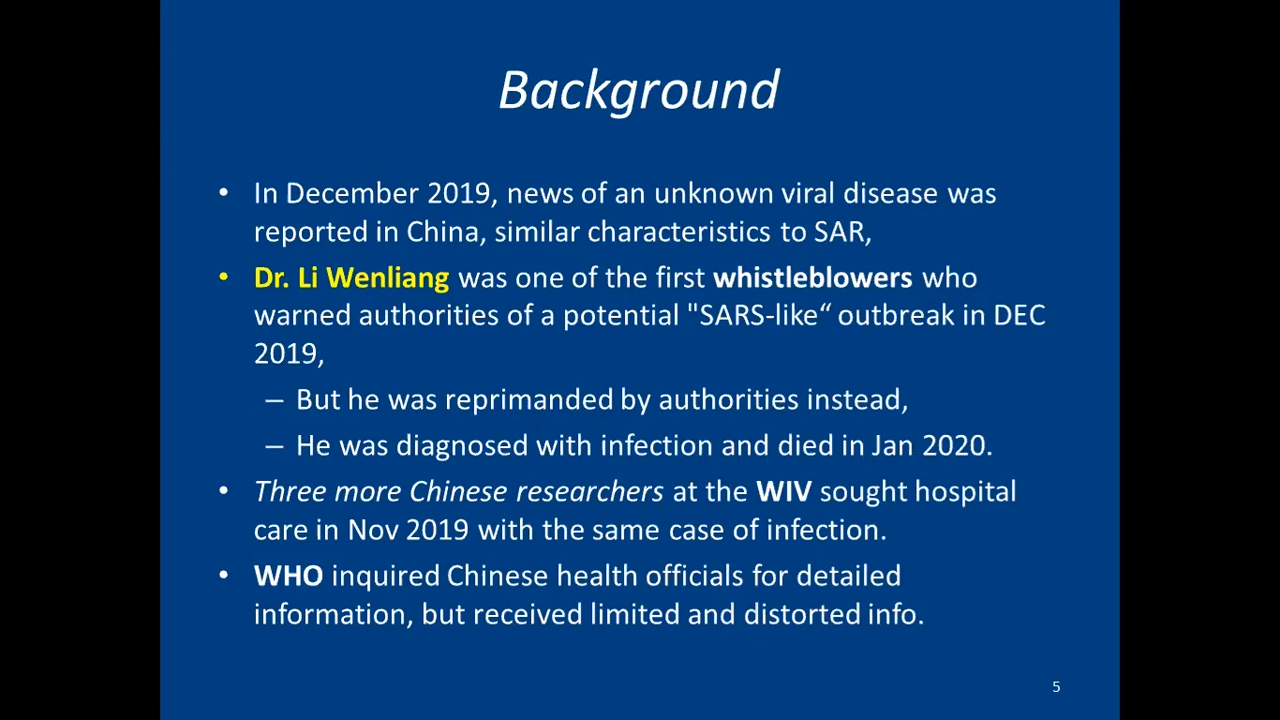 Background
• In December 2019, news of an unknown viral disease was
reported in China, similar characteristics to SAR,
• Dr. Li Wenliang was one of the first whistleblowers who
warned authorities of a potential "SARS-like“ outbreak in DEC
2019,
– But he was reprimanded by authorities instead,
– He was diagnosed with infection and died in Jan 2020.
• Three more Chinese researchers at the WIV sought hospital
care in Nov 2019 with the same case of infection.
• WHO inquired Chinese health officials for detailed
information, but received limited and distorted info.
5